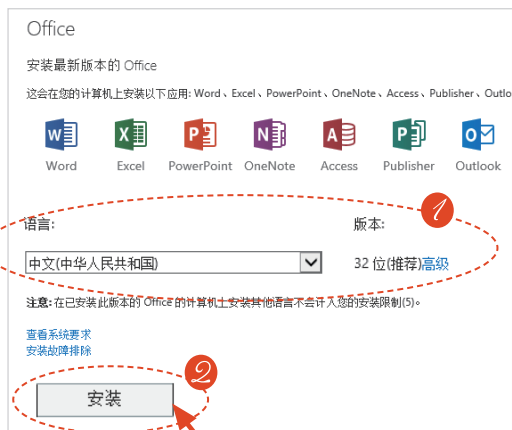 Office
安装最新版本的 Office
这会在您的计算机上安装以下应用: Word、Excel、PowerPoint、OneNote、Access、Publisher、Outlo
Word Excel PowerPoint OneNote Access Publisher Outlook
语言: 版本:
1
中文(中华人民共和国) 32 位(推荐)高级
注意: 在已安装此版本的 Office 的计算机上安装其他语言不会计入您的安装限制(5)。
查看系统要求
安装故障排除
2
安装